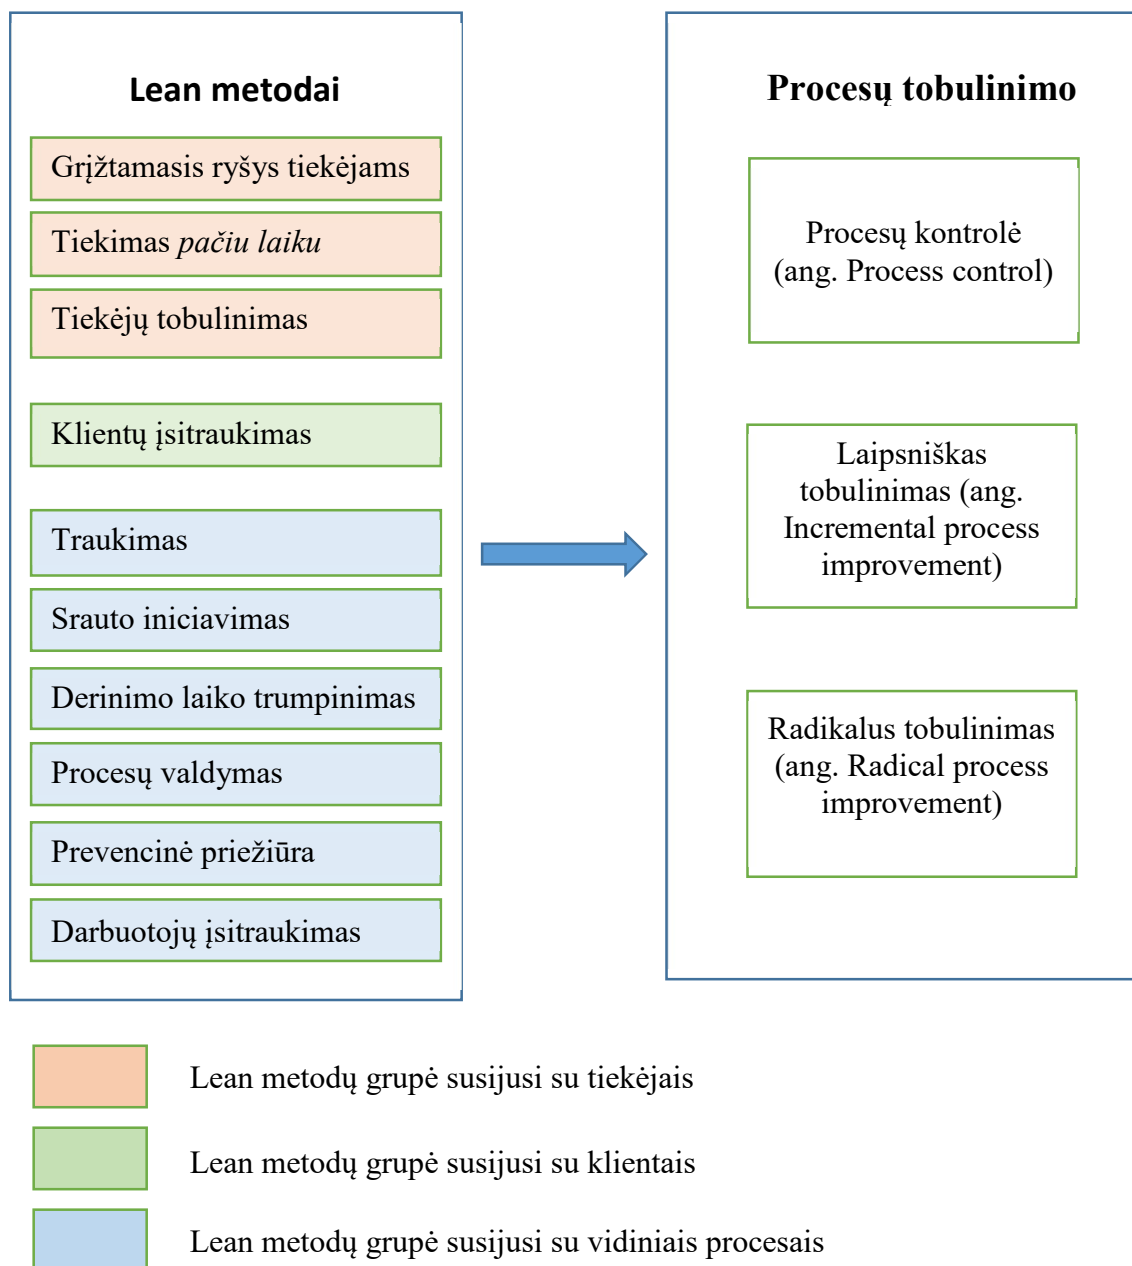 Lean metodai
Grįžtamasis ryšys tiekėjams
Tiekimas pačiu laiku
Tiekėjų tobulinimas
Klientų įsitraukimas
Traukimas
Srauto iniciavimas
Derinimo laiko trumpinimas
Procesų valdymas
Prevencinė priežiūra
Darbuotojų įsitraukimas
Procesų tobulinimo
Procesų kontrolė
(ang. Process control)
Laipsniškas
tobulinimas (ang.
Incremental process
improvement)
Radikalus tobulinimas
(ang. Radical process
improvement)
Lean metodų grupė susijusi su tiekėjais
Lean metodų grupė susijusi su klientais
Lean metodų grupė susijusi su vidiniais procesais